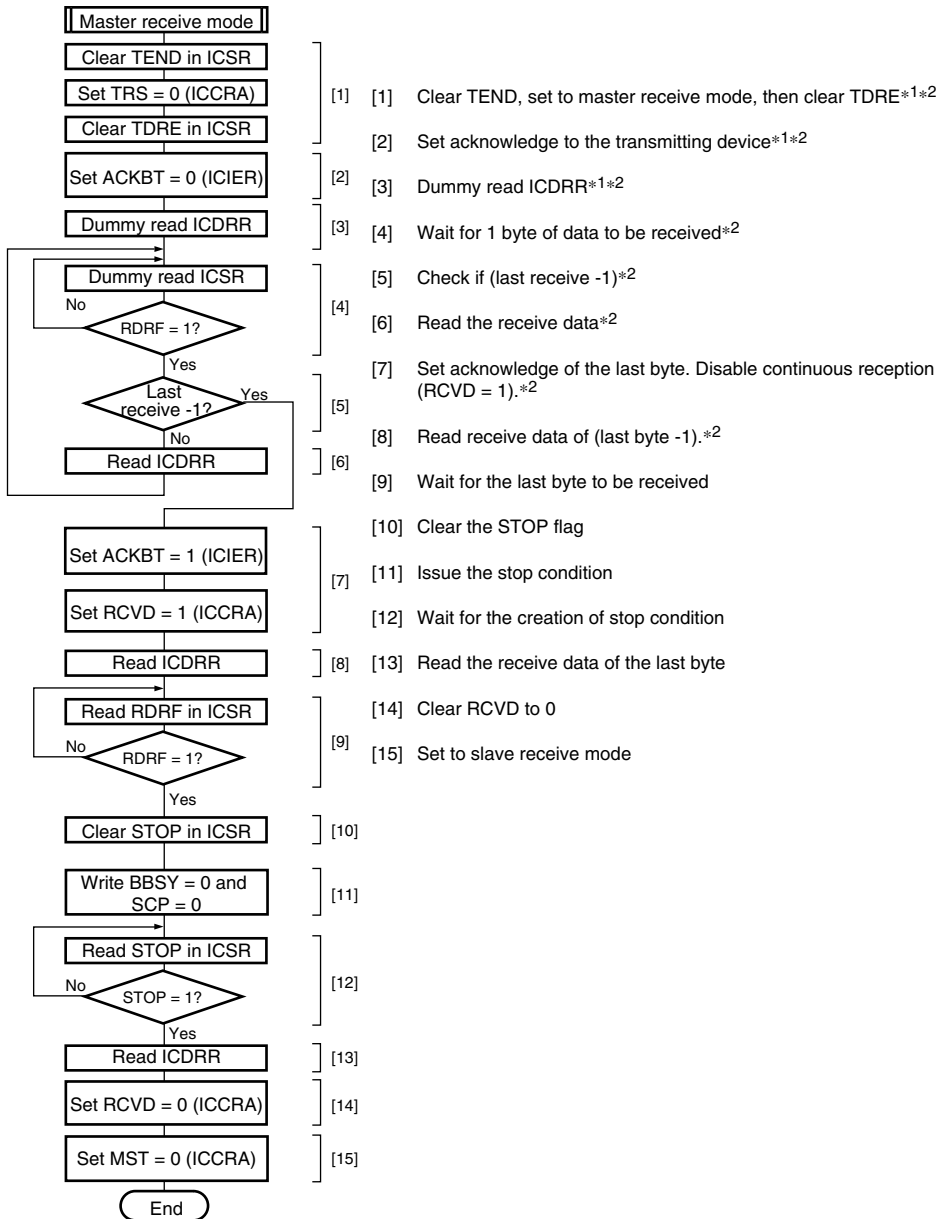 Master receive mode
Clear TEND in ICSR
Set TRS = 0 (ICCRA)
Clear TDRE in ICSR
[1]
Set ACKBT = 0 (ICIER)
[2]
Dummy read ICDRR
[3]
Dummy read ICSR
No
RDRF = 1?
[4]
Yes
Last
receive -1?
Yes
[5]
No
Read ICDRR
[6]
Set ACKBT = 1 (ICIER)
Set RCVD = 1 (ICCRA)
[7]
Read ICDRR
[8]
Read RDRF in ICSR
No
RDRF = 1?
[9]
Yes
Clear STOP in ICSR
[10]
Write BBSY = 0 and
SCP = 0
[11]
Read STOP in ICSR
No
STOP = 1?
[12]
Yes
Read ICDRR
[13]
Set RCVD = 0 (ICCRA)
[14]
Set MST = 0 (ICCRA)
[15]
End
[1] Clear TEND, set to master receive mode, then clear TDRE*1*2
[2] Set acknowledge to the transmitting device*1*2
[3] Dummy read ICDRR*1*2
[4] Wait for 1 byte of data to be received*2
[5] Check if (last receive -1)*2
[6] Read the receive data*2
[7] Set acknowledge of the last byte. Disable continuous reception
(RCVD = 1).*2
[8] Read receive data of (last byte -1).*2
[9] Wait for the last byte to be received
[10] Clear the STOP flag
[11] Issue the stop condition
[12] Wait for the creation of stop condition
[13] Read the receive data of the last byte
[14] Clear RCVD to 0
[15] Set to slave receive mode